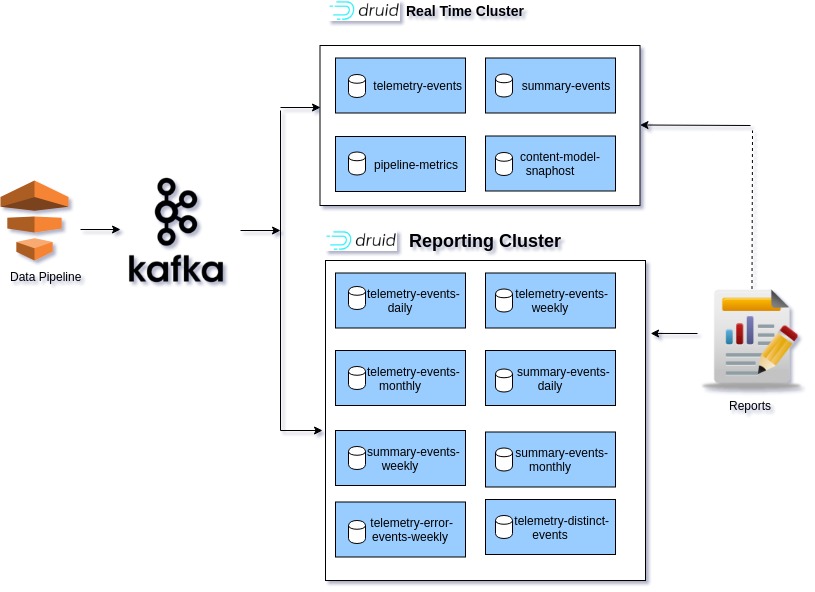 druid Real Time Cluster
telemetry-events
summary-events
pipeline-metrics
content-model-
snaphost
Data Pipeline
kafka
druid Reporting Cluster
telemetry-events-
daily
telemetry-events-
weekly
telemetry-events-
monthly
summary-events-
daily
summary-events-
weekly
summary-events-
monthly
telemetry-error-
events-weekly
telemetry-distinct-
events
Reports